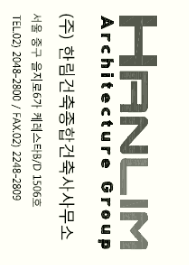 HANLIM
Architecture Group
(주) 한림건축종합건축사사무소
서울 중구 을지로6가 케레스타B/D 1506호
TEL.02) 2048-2800 / FAX.02) 2248-2809